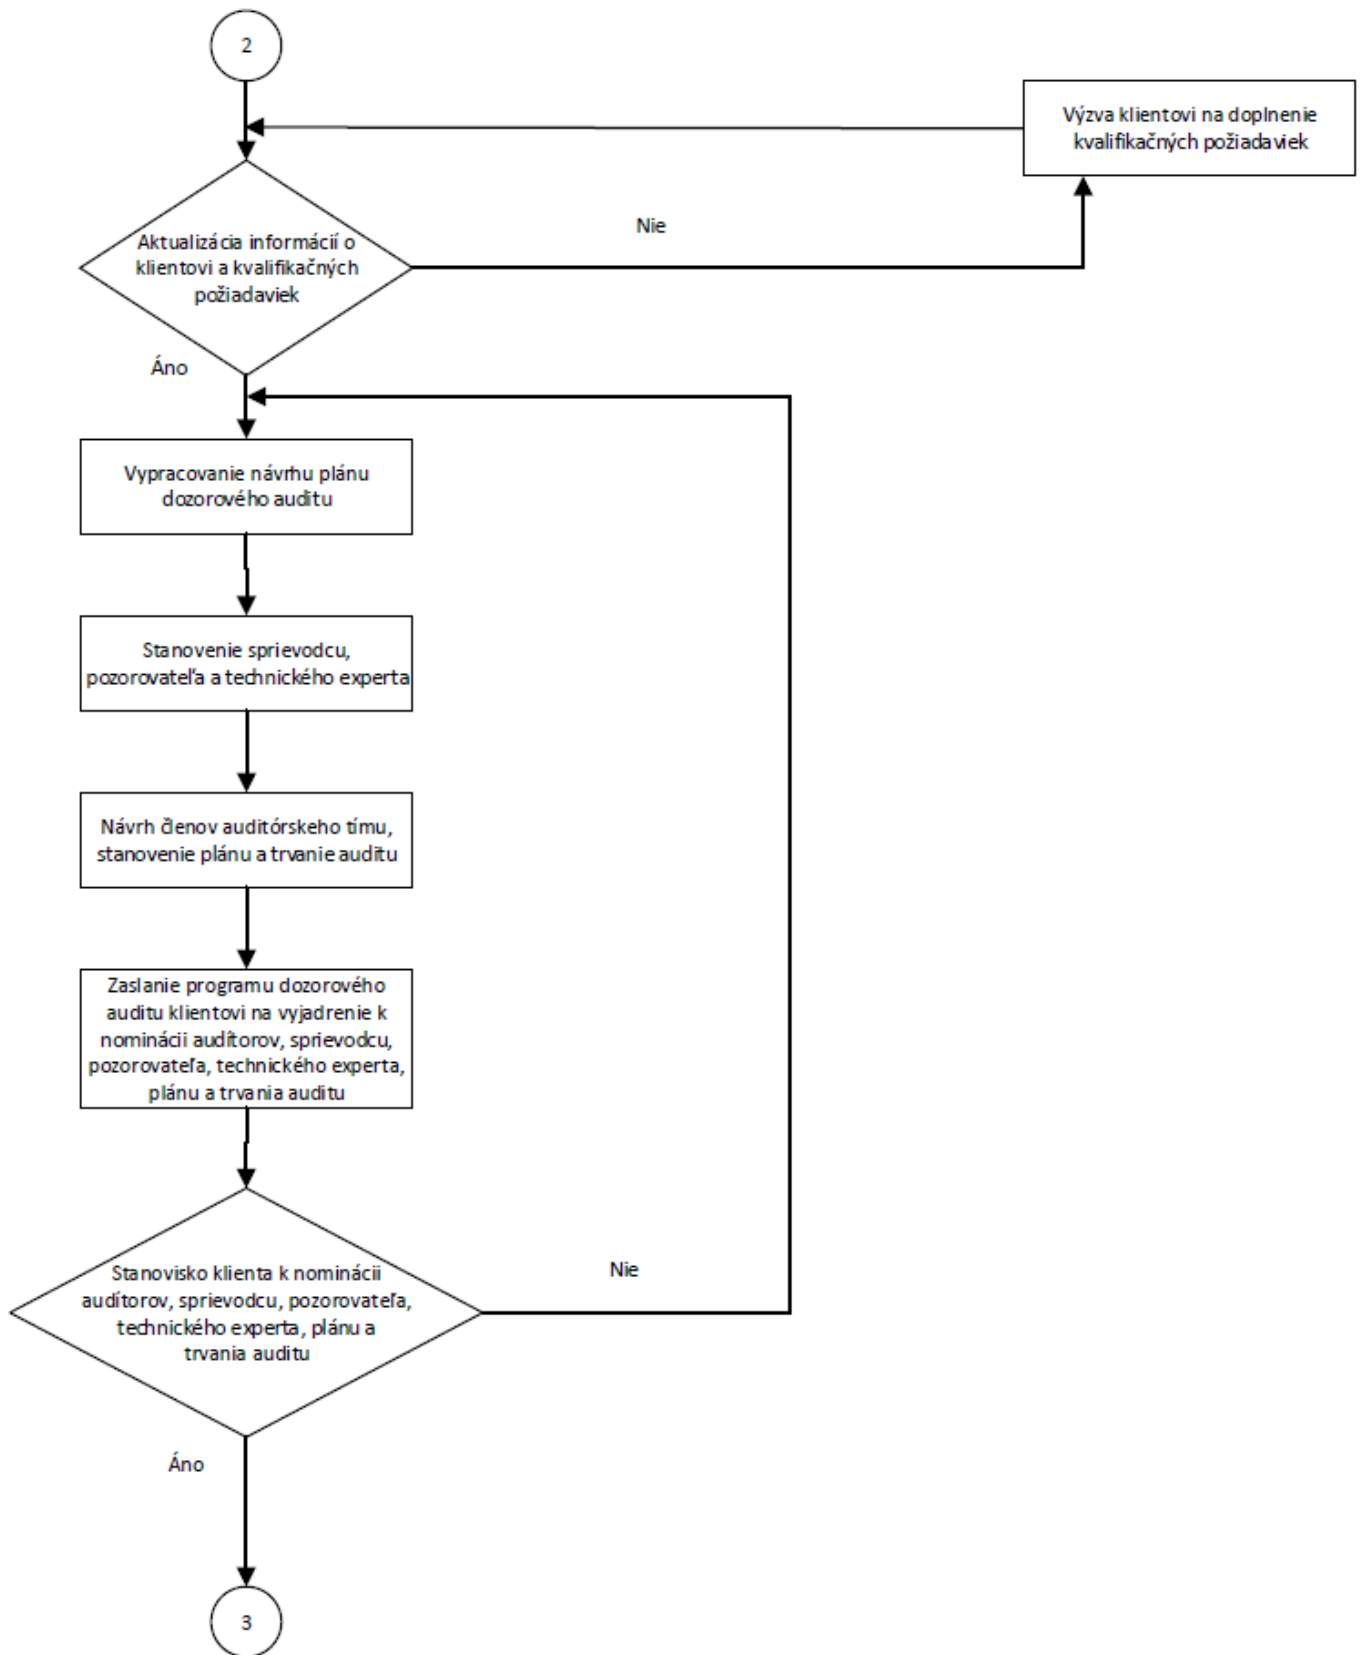 2
Výzva klientovi na doplnenie
kvalifikačných požiadaviek
Nie
Aktualizácia informácií o
klientovi a kvalifikačných
požiadaviek
Áno
Vypracovanie návrhu plánu
dozorového auditu
Stanovenie sprievodcu,
pozorovateľa a technického experta
Návrh členov auditórskeho tímu,
stanovenie plánu a trvanie auditu
Zaslanie programu dozorového
auditu klientovi na vyjadrenie k
nominácii audítorov, sprievodcu,
pozorovateľa, technického experta,
plánu a trvania auditu
Stanovisko klienta k nominácii
audítorov, sprievodcu, pozorovateľa,
technického experta, plánu a
trvania auditu
Nie
Áno
3